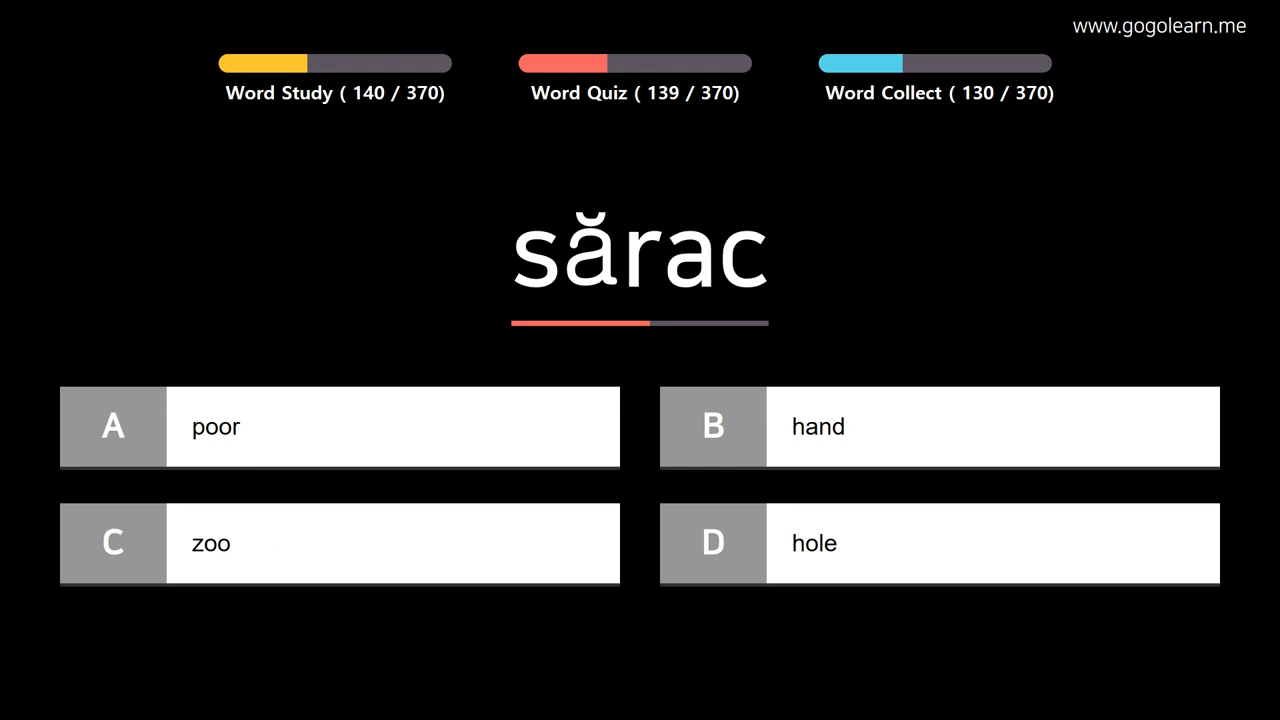 www.gogolearn.me
Word Study ( 140 / 370)
Word Quiz ( 139 / 370)
Word Collect ( 130 / 370)
sărac
A poor
B hand
C zoo
D hole